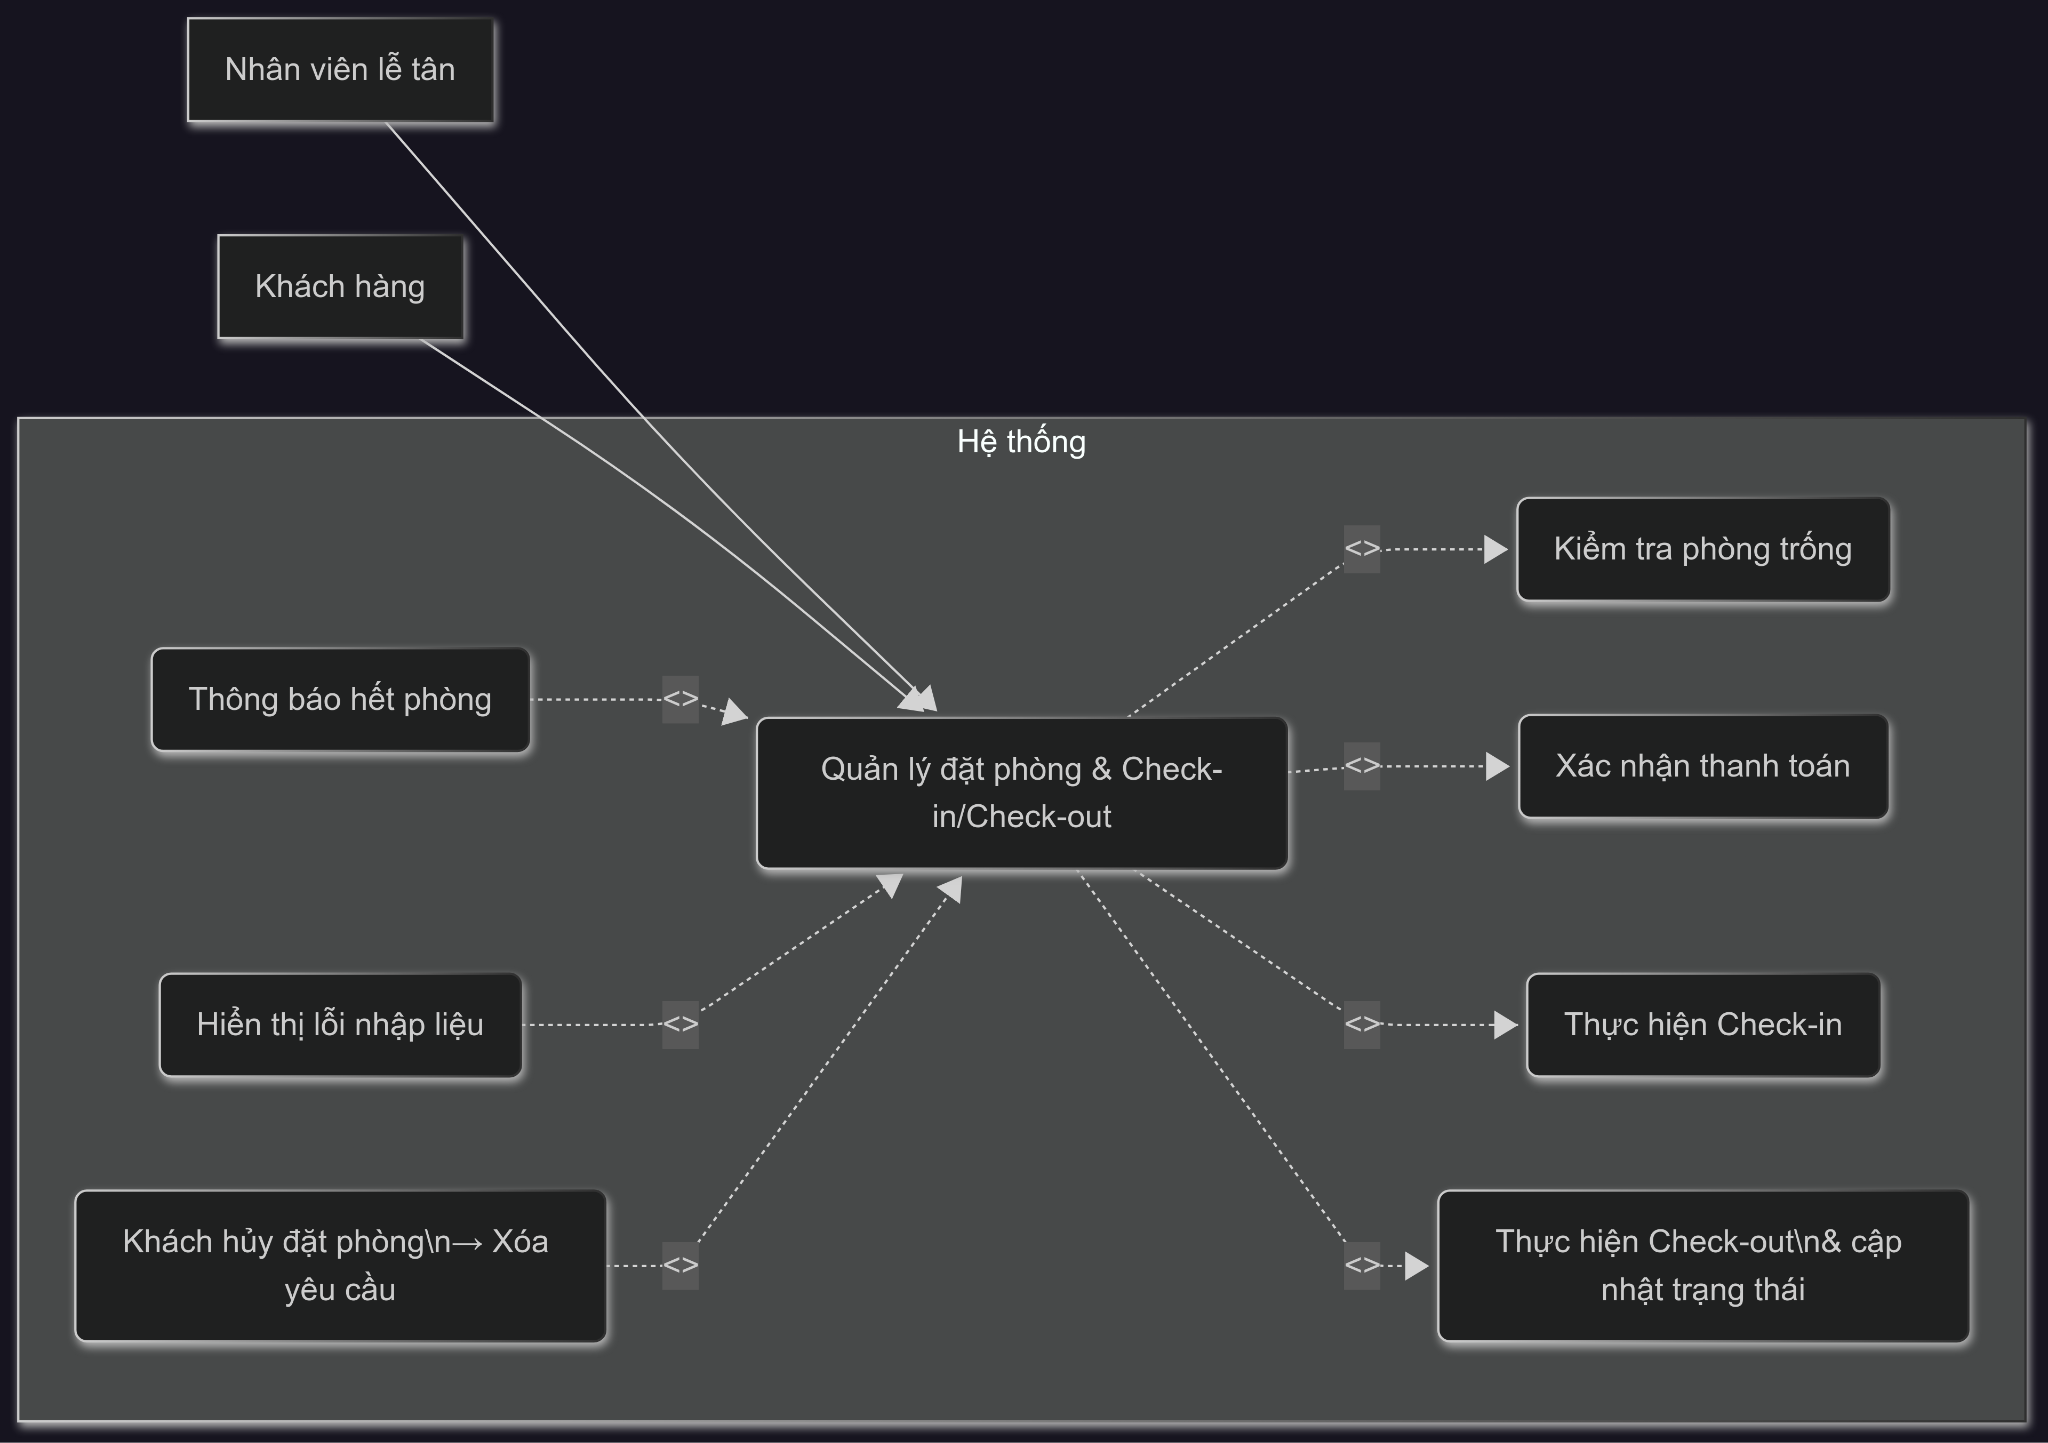 Nhân viên lễ tân
Khách hàng
Hệ thống
<>
Kiểm tra phòng trống
Thông báo hết phòng
<>
Quản lý đặt phòng & Check-
in/Check-out
<>
Xác nhận thanh toán
Hiển thị lỗi nhập liệu
<>
<>
Thực hiện Check-in
Khách hủy đặt phòng\n→ Xóa
yêu cầu
<>
<>
Thực hiện Check-out\n& cập
nhật trạng thái